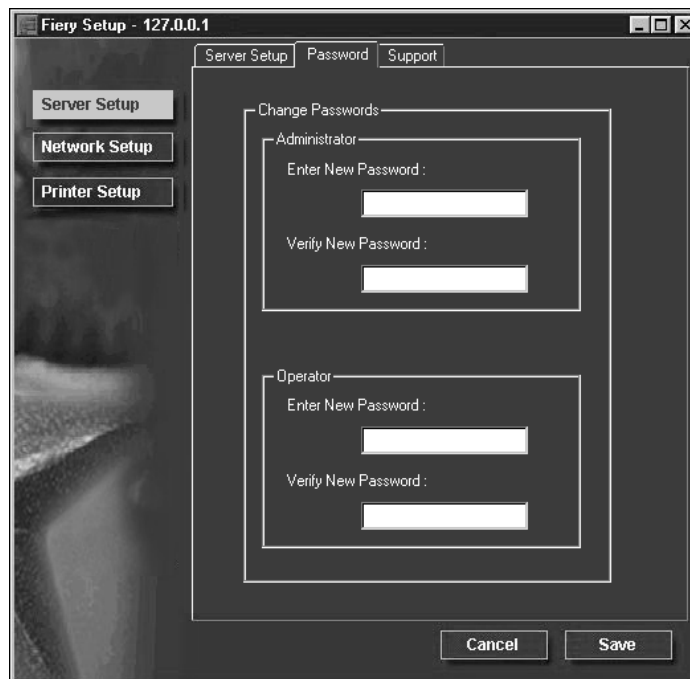 Fiery Setup - 127.0.0.1
Server Setup
Password
Support
Server Setup
Network Setup
Printer Setup
Change Passwords
Administrator
Enter New Password :
Verify New Password :
Operator
Enter New Password :
Verify New Password :
Cancel
Save